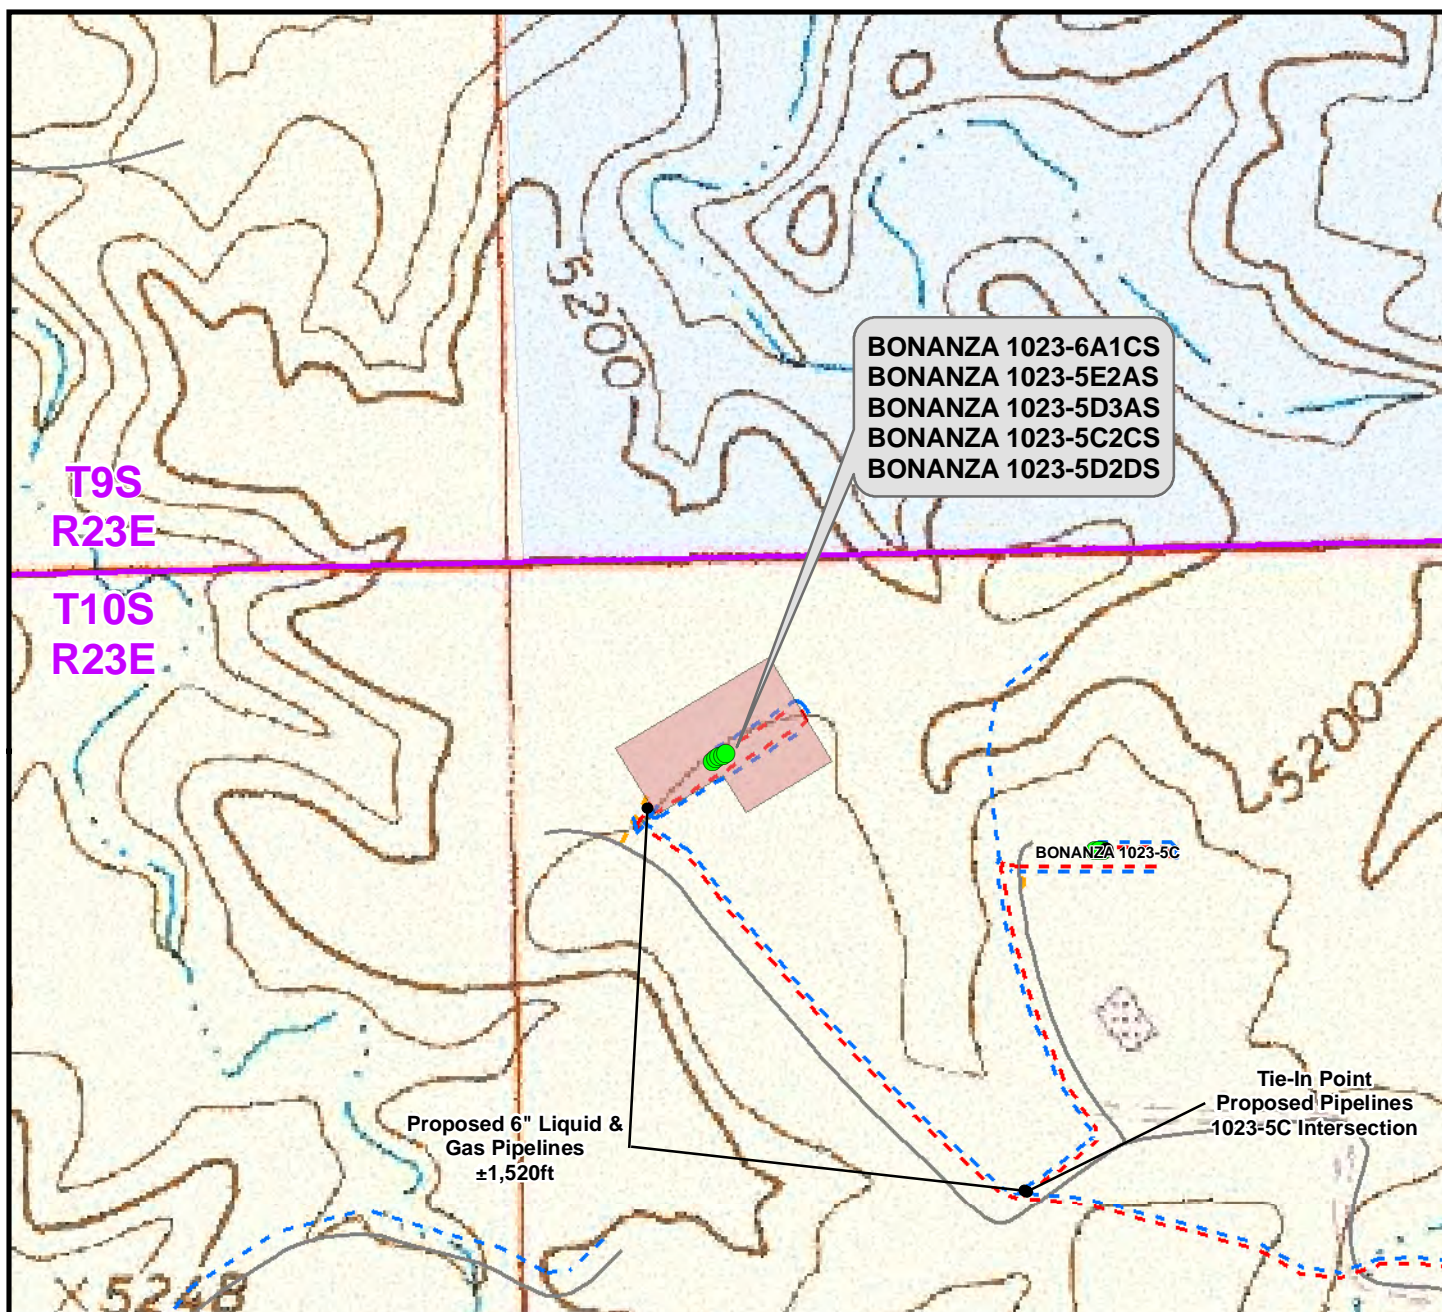 5200
BONANZA 1023-6A1CS
BONANZA 1023-5E2AS
BONANZA 1023-5D3AS
BONANZA 1023-5C2CS
BONANZA 1023-5D2DS
T9S
R23E
T10S
R23E
5200
BONANZA 1023-5C
Tie-In Point
Proposed Pipelines
1023-5C Intersection
Proposed 6" Liquid &
Gas Pipelines
±1,520ft
X 5248